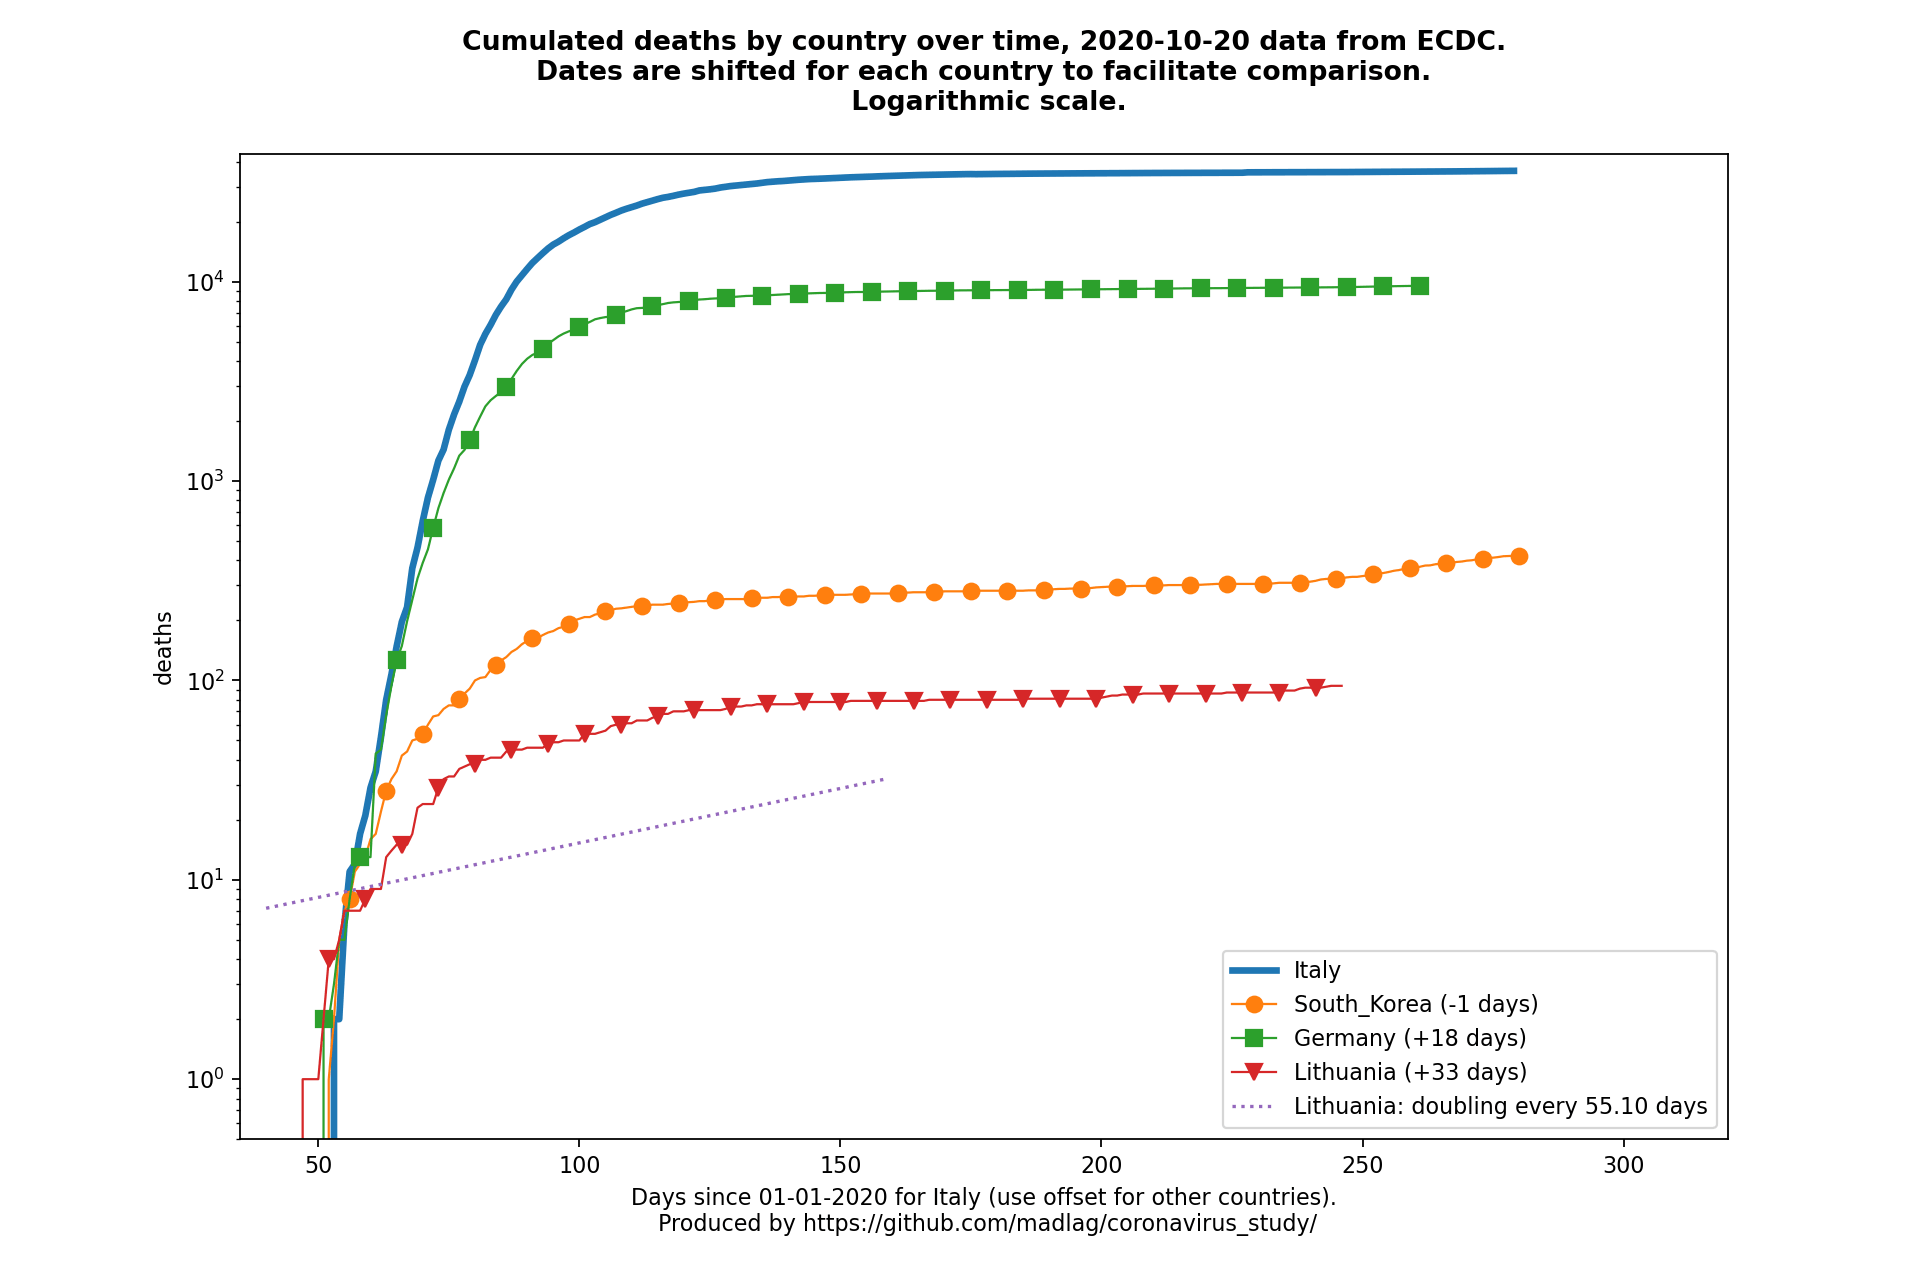 Cumulated deaths by country over time, 2020-10-20 data from ECDC.
Dates are shifted for each country to facilitate comparison.
Logarithmic scale.
10^4
10^3
10^2
10^1
10^0
deaths
Italy
South_Korea (-1 days)
Germany (+18 days)
Lithuania (+33 days)
Lithuania: doubling every 55.10 days
50 100 150 200 250 300
Days since 01-01-2020 for Italy (use offset for other countries).
Produced by https://github.com/madlag/coronavirus_study/